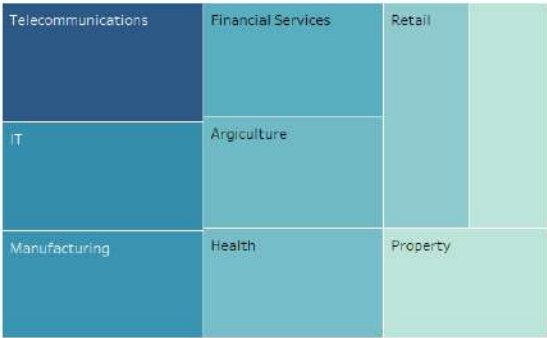 Telecommunications
Financial Services
Retail
IT
Argiculture
Manufacturing
Health
Property